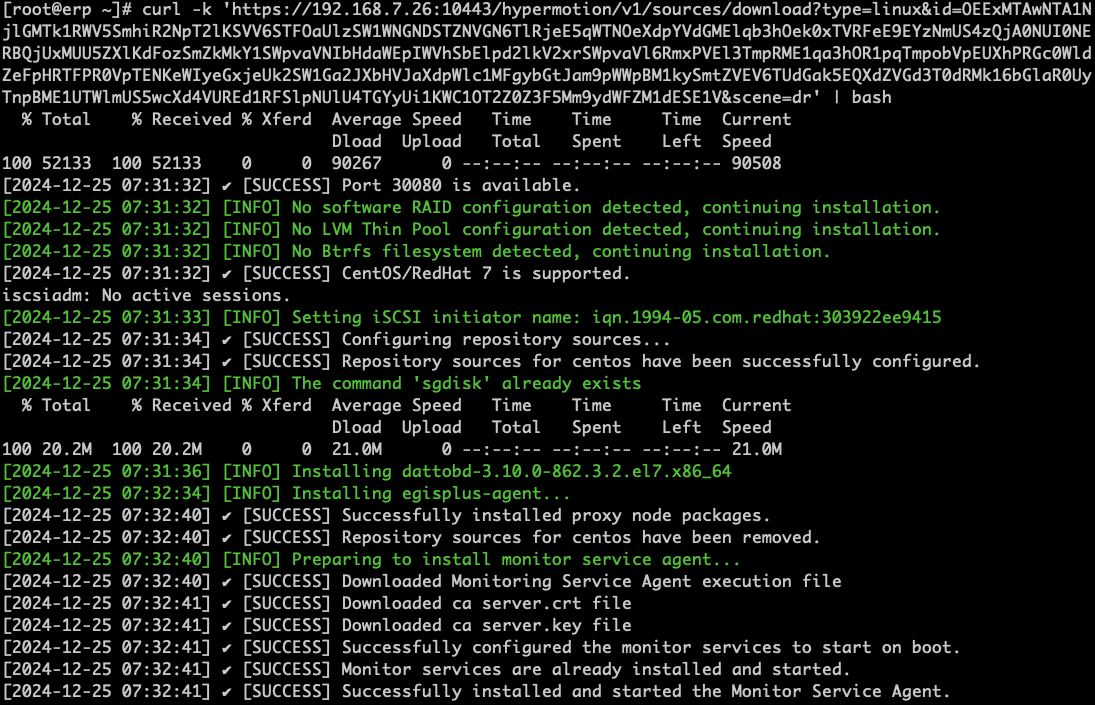 [root@erp ~]# curl -k 'https://192.168.7.26:10443/hypermotion/v1/sources/download?type=linux&id=OEExMTAwNTA1N
jlGMTk1RWV5SmhiR2NpT2lKSVV6STFOaUlzSW1WNGNDSTZNVGN6TlRjeE5qWTNOeXdpYVdGMElqb3hOek0xTVRFeE9EYzNmUS4zQjA0NUI0NE
RBQjUxMUU5ZXlKdFozSmZkMkY1SWpvaVNIbHdaWEpIWVhSbElpd2lkV2xrSWpvaVl6RmxPVEl3TmpRME1qa3hOR1pqTmpobVpEUXhPRGc0Wld
ZeFpHRTFPR0VpTENKeWIyeGxjeUk2SW1Ga2JXbHVJaXdpWlc1MFgybGtJam9pWWpBM1kySmtZVEV6TUdGak5EQXdZVGd3T0dRMk16bGlaR0Uy
TnpBME1UTWlmUS5wcXd4VUREd1RFSlpNUlU4TGYyUi1KWC1OT2Z0Z3F5Mm9ydWFZM1dESE1V&scene=dr' | bash
% Total % Received % Xferd Average Speed Time Time Time Current
Dload Upload Total Spent Left Speed
100 52133 100 52133 0 0 90267 0 --:--:-- --:--:-- --:--:-- 90508
[2024-12-25 07:31:32] ✔ [SUCCESS] Port 30080 is available.
[2024-12-25 07:31:32] [INFO] No software RAID configuration detected, continuing installation.
[2024-12-25 07:31:32] [INFO] No LVM Thin Pool configuration detected, continuing installation.
[2024-12-25 07:31:32] [INFO] No Btrfs filesystem detected, continuing installation.
[2024-12-25 07:31:32] ✔ [SUCCESS] CentOS/RedHat 7 is supported.
iscsiadm: No active sessions.
[2024-12-25 07:31:33] [INFO] Setting iSCSI initiator name: iqn.1994-05.com.redhat:303922ee9415
[2024-12-25 07:31:34] ✔ [SUCCESS] Configuring repository sources...
[2024-12-25 07:31:34] ✔ [SUCCESS] Repository sources for centos have been successfully configured.
[2024-12-25 07:31:34] [INFO] The command 'sgdisk' already exists
% Total % Received % Xferd Average Speed Time Time Time Current
Dload Upload Total Spent Left Speed
100 20.2M 100 20.2M 0 0 21.0M 0 --:--:-- --:--:-- --:--:-- 21.0M
[2024-12-25 07:31:36] [INFO] Installing dattobd-3.10.0-862.3.2.el7.x86_64
[2024-12-25 07:32:34] [INFO] Installing egisplus-agent...
[2024-12-25 07:32:40] ✔ [SUCCESS] Successfully installed proxy node packages.
[2024-12-25 07:32:40] ✔ [SUCCESS] Repository sources for centos have been removed.
[2024-12-25 07:32:40] [INFO] Preparing to install monitor service agent...
[2024-12-25 07:32:40] ✔ [SUCCESS] Downloaded Monitoring Service Agent execution file
[2024-12-25 07:32:41] ✔ [SUCCESS] Downloaded ca server.crt file
[2024-12-25 07:32:41] ✔ [SUCCESS] Downloaded ca server.key file
[2024-12-25 07:32:41] ✔ [SUCCESS] Successfully configured the monitor services to start on boot.
[2024-12-25 07:32:41] ✔ [SUCCESS] Monitor services are already installed and started.
[2024-12-25 07:32:41] ✔ [SUCCESS] Successfully installed and started the Monitor Service Agent.